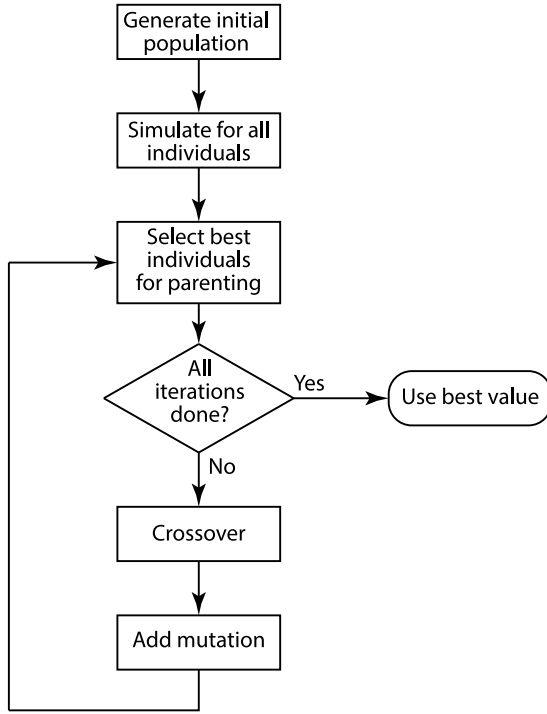 Generate initial
population
Simulate for all
individuals
Select best
individuals
for parenting
All
iterations
done?
Yes
Use best value
No
Crossover
Add mutation